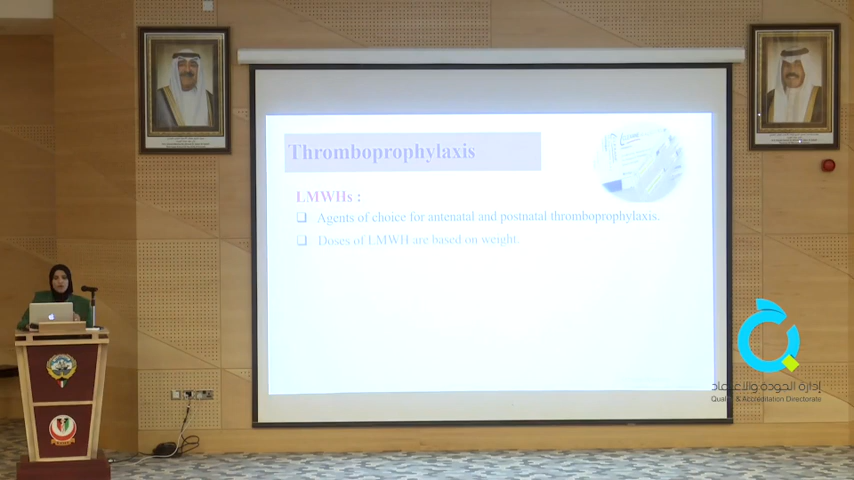 Thromboprophylaxis
LMWHs :
Agents of choice for antenatal and postnatal thromboprophylaxis.
Doses of LMWH are based on weight.
إدارة الجودة والاعتماد
Quality & Accreditation Directorate